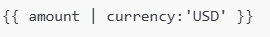 {{ amount | currency:'USD' }}